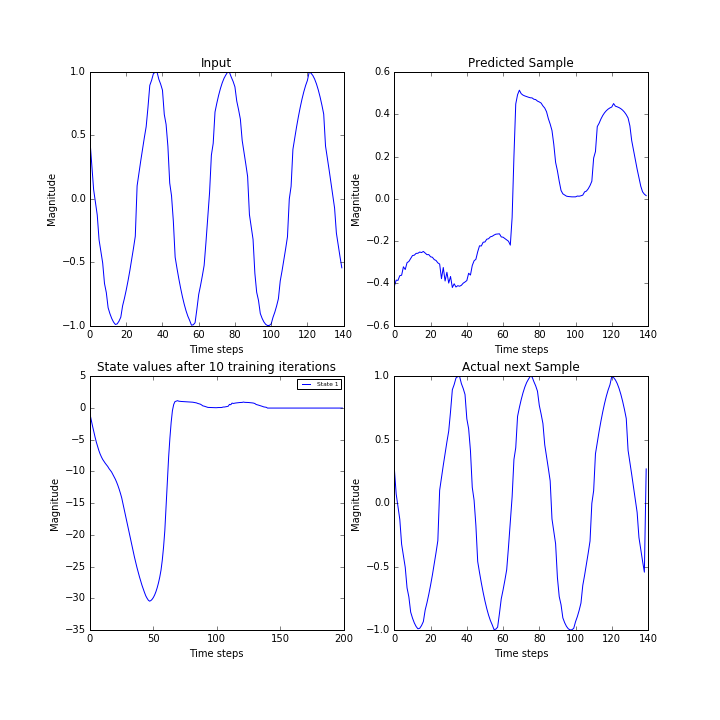 Input
Magnitude
1.0
0.5
0.0
−0.5
−1.0
0 20 40 60 80 100 120 140
Time steps
Predicted Sample
Magnitude
0.6
0.4
0.2
0.0
−0.2
−0.4
−0.6
0 20 40 60 80 100 120 140
Time steps
State values after 10 training iterations
Magnitude
5
0
−5
−10
−15
−20
−25
−30
−35
State 1
0 50 100 150 200
Time steps
Actual next Sample
Magnitude
1.0
0.5
0.0
−0.5
−1.0
0 20 40 60 80 100 120 140
Time steps